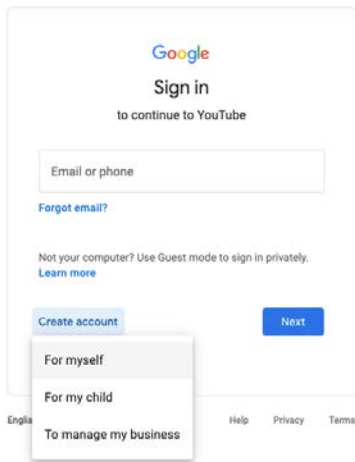 Google
Sign in
to continue to YouTube
Email or phone
Forgot email?
Not your computer? Use Guest mode to sign in privately.
Learn more
Create account
Next
For myself
For my child
To manage my business
Help
Privacy
Terms